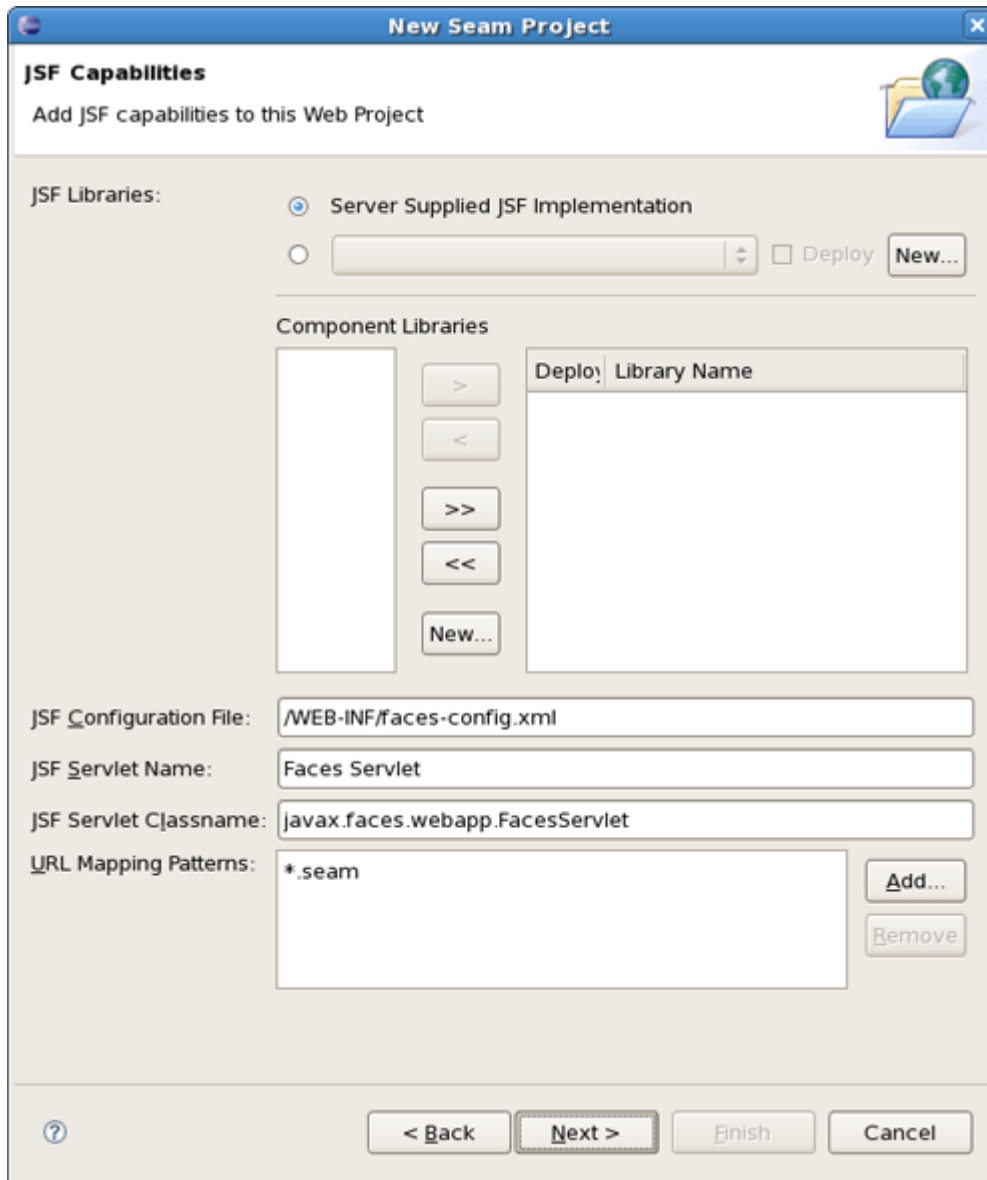 New Seam Project
JSF Capabilities
Add JSF capabilities to this Web Project
JSF Libraries:
Server Supplied JSF Implementation
Deploy New...
Component Libraries
>
<
>>
<<
New...
Deploy Library Name
JSF Configuration File: /WEB-INF/faces-config.xml
JSF Servlet Name: Faces Servlet
JSF Servlet Classname: javax.faces.webapp.FacesServlet
URL Mapping Patterns: *.seam
Add...
Remove
< Back Next > Finish Cancel